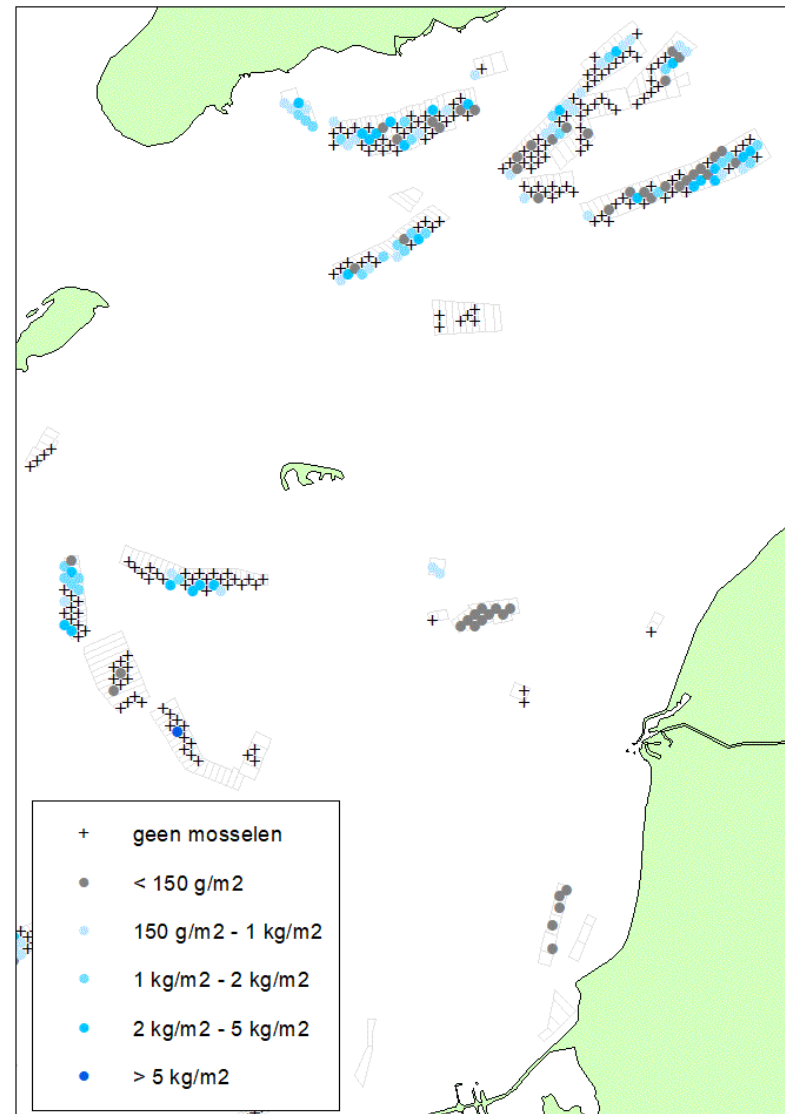 geen mosselen
< 150 g/m2
150 g/m2 - 1 kg/m2
1 kg/m2 - 2 kg/m2
2 kg/m2 - 5 kg/m2
> 5 kg/m2